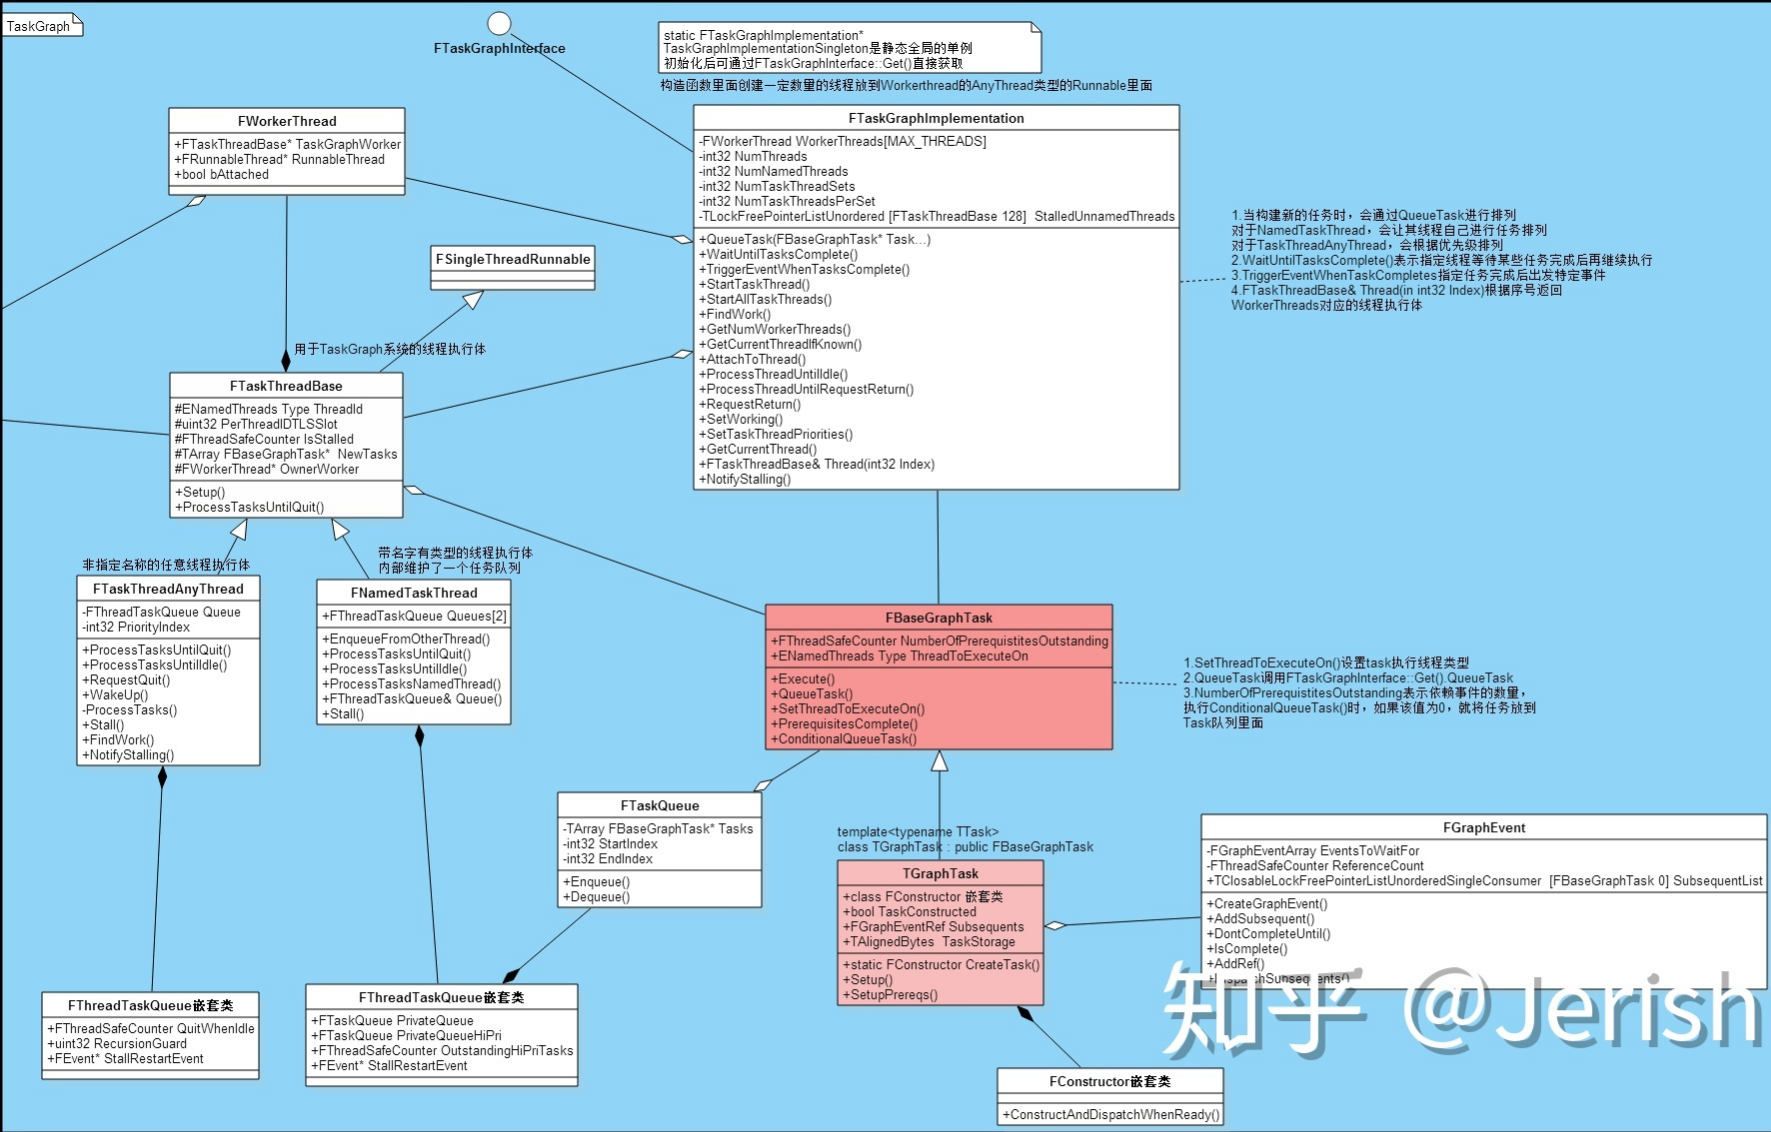 TaskGraph
FTaskGraphInterface
static FTaskGraphImplementation*
TaskGraphImplementationSingleton是静态全局的单例
初始化后可通过FTaskGraphInterface::Get()直接获取
构造函数里面创建一定数量的线程放到Workerthread的AnyThread类型的Runnable里面
FWorkerThread
+FTaskThreadBase* TaskGraphWorker
+FRunnableThread* RunnableThread
+bool bAttached
FTaskGraphImplementation
-FWorkerThread WorkerThreads[MAX_THREADS]
-int32 NumThreads
-int32 NumNamedThreads
-int32 NumTaskThreadSets
-int32 NumTaskThreadsPerSet
-TLockFreePointerListUnordered [FTaskThreadBase 128]  StalledUnnamedThreads
+QueueTask(FBaseGraphTask* Task...)
+WaitUntilTasksComplete()
+TriggerEventWhenTasksComplete()
+StartTaskThread()
+StartAllTaskThreads()
+FindWork()
+GetNumWorkerThreads()
+GetCurrentThreadIfKnown()
+AttachToThread()
+ProcessThreadUntilIdle()
+ProcessThreadUntilRequestReturn()
+RequestReturn()
+SetWorking()
+SetTaskThreadPriorities()
+GetCurrentThread()
+FTaskThreadBase& Thread(int32 Index)
+NotifyStalling()
1.当构建新的任务时，会通过QueueTask进行排列
对于NamedTaskThread，会让其线程自己进行任务排列
对于TaskThreadAnyThread，会根据优先级排列
2.WaitUntilTasksComplete()表示指定线程等待某些任务完成后再继续执行
3.TriggerEventWhenTaskCompletes指定任务完成后出发特定事件
4.FTaskThreadBase& Thread(in int32 Index)根据序号返回
WorkerThreads对应的线程执行体
FSingleThreadRunnable
用于TaskGraph系统的线程执行体
FTaskThreadBase
#ENamedThreads Type ThreadId
#uint32 PerThreadIDTLSSlot
#FThreadSafeCounter IsStalled
#TArray FBaseGraphTask*  NewTasks
#FWorkerThread* OwnerWorker
+Setup()
+ProcessTasksUntilQuit()
非指定名称的任意线程执行体
FTaskThreadAnyThread
-FThreadTaskQueue Queue
-int32 PriorityIndex
+ProcessTasksUntilQuit()
+ProcessTasksUntilIdle()
+RequestQuit()
+WakeUp()
-ProcessTasks()
+Stall()
+FindWork()
+NotifyStalling()
带名字有类型的线程执行体
内部维护了一个任务队列
FNamedTaskThread
+FThreadTaskQueue Queues[2]
+EnqueueFromOtherThread()
+ProcessTasksUntilQuit()
+ProcessTasksUntilIdle()
+ProcessTasksNamedThread()
+FThreadTaskQueue& Queue()
+Stall()
FBaseGraphTask
+FThreadSafeCounter NumberOfPrerequistitesOutstanding
+ENamedThreads Type ThreadToExecuteOn
+Execute()
+QueueTask()
+SetThreadToExecuteOn()
+PrerequisitesComplete()
+ConditionalQueueTask()
1.SetThreadToExecuteOn()设置task执行线程类型
2.QueueTask调用FTaskGraphInterface::Get().QueueTask
3.NumberOfPrerequistitesOutstanding表示依赖事件的数量，
执行ConditionalQueueTask()时，如果该值为0，就将任务放到
Task队列里面
FTaskQueue
-TArray FBaseGraphTask* Tasks
-int32 StartIndex
-int32 EndIndex
+Enqueue()
+Dequeue()
template<typename TTask>
class TGraphTask : public FBaseGraphTask
TGraphTask
+class FConstructor 嵌套类
+bool TaskConstructed
+FGraphEventRef Subsequents
+TAlignedBytes  TaskStorage
+static FConstructor CreateTask()
+Setup()
+SetupPrereqs()
FGraphEvent
-FGraphEventArray EventsToWaitFor
-FThreadSafeCounter ReferenceCount
+TClosableLockFreePointerListUnorderedSingleConsumer  [FBaseGraphTask 0] SubsequentList
+CreateGraphEvent()
+AddSubsequent()
+DontCompleteUntil()
+IsComplete()
+AddRef()
+DispatchSubsequents()
FThreadTaskQueue嵌套类
+FThreadSafeCounter QuitWhenIdle
+uint32 RecursionGuard
+FEvent* StallRestartEvent
FThreadTaskQueue嵌套类
+FTaskQueue PrivateQueue
+FTaskQueue PrivateQueueHiPri
+FThreadSafeCounter OutstandingHiPriTasks
+FEvent* StallRestartEvent
FConstructor嵌套类
+ConstructAndDispatchWhenReady()
知乎 @Jerish